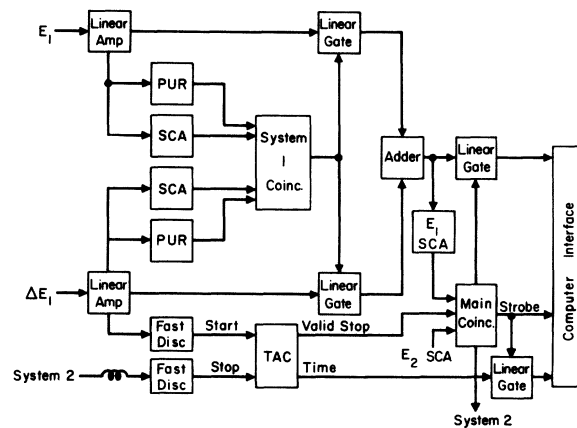 E1
Linear
Amp
Linear
Gate
PUR
SCA
System
1
Coinc.
Adder
Linear
Gate
SCA
PUR
E1
SCA
Computer Interface
ΔE1
Linear
Amp
Linear
Gate
Main
Coinc.
Strobe
Fast
Disc
Start
Valid Stop
TAC
E2 SCA
System 2
Fast
Disc
Stop
Time
Linear
Gate
System 2